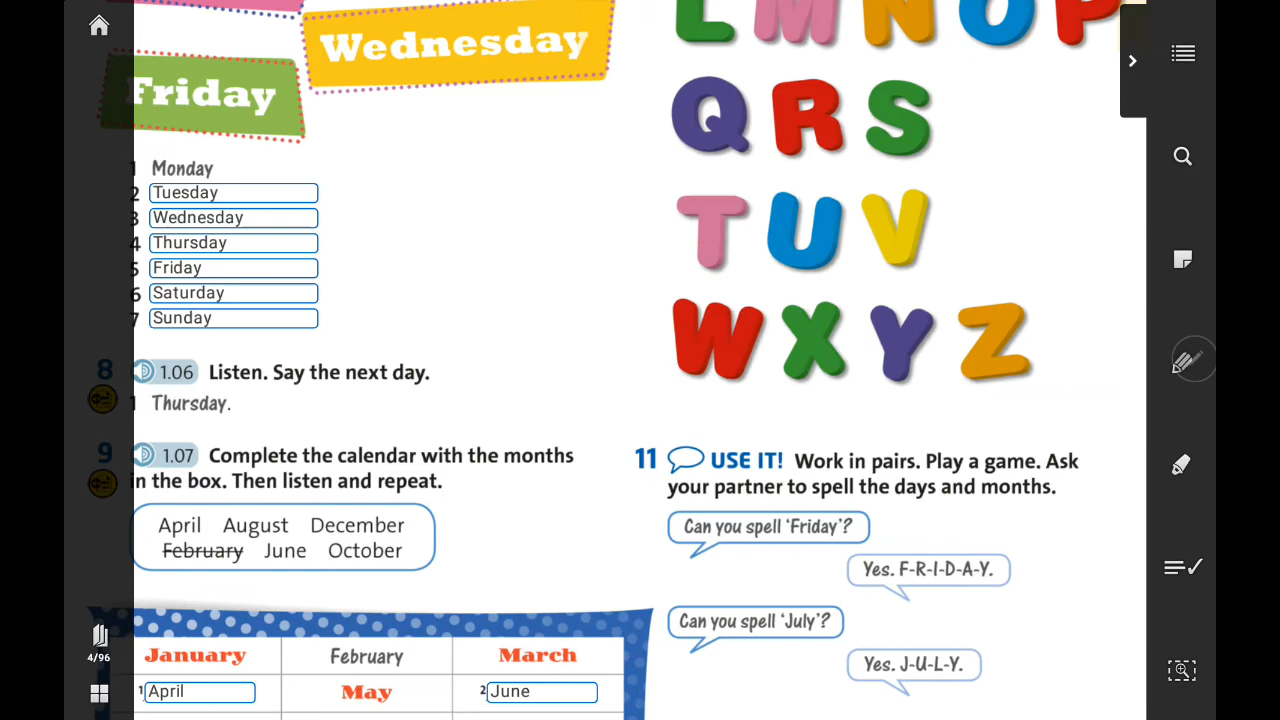 Wednesday
Friday
1 Monday
2 Tuesday
3 Wednesday
4 Thursday
5 Friday
6 Saturday
7 Sunday
8 1.06 Listen. Say the next day.
1 Thursday.
9 1.07 Complete the calendar with the months
in the box. Then listen and repeat.
April August December
February June October
January February March
1 April May 2 June
L M N O P
Q R S
T U V
W X Y Z
11 USE IT! Work in pairs. Play a game. Ask
your partner to spell the days and months.
Can you spell ‘Friday’?
Yes. F-R-I-D-A-Y.
Can you spell ‘July’?
Yes. J-U-L-Y.
4/96